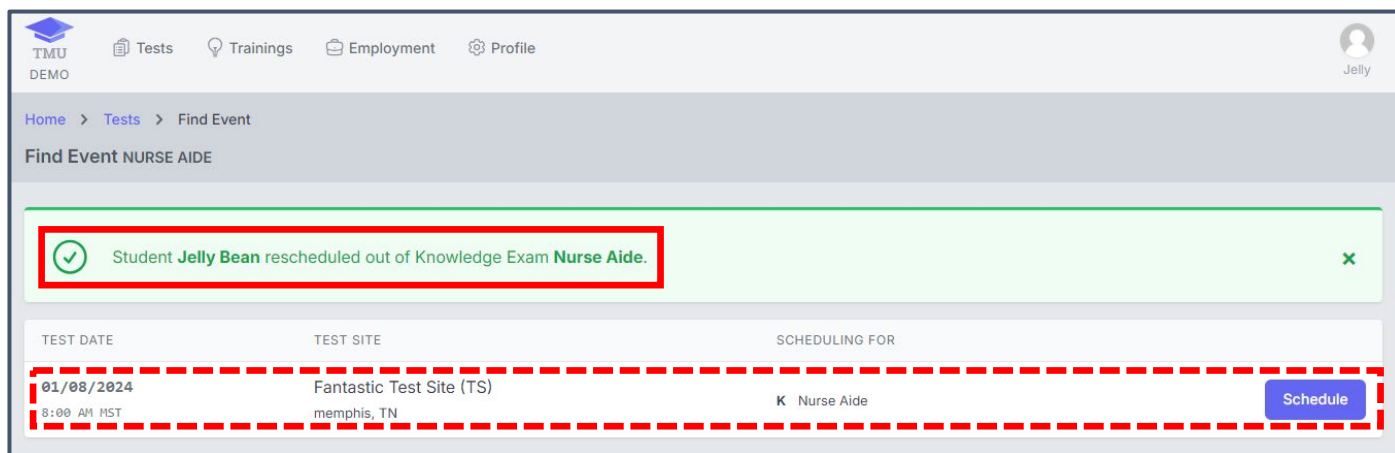 TMU
DEMO
Tests
Trainings
Employment
Profile
Jelly
Home > Tests > Find Event
Find Event NURSE AIDE
Student Jelly Bean rescheduled out of Knowledge Exam Nurse Aide.
TEST DATE TEST SITE SCHEDULING FOR
01/08/2024 Fantastic Test Site (TS)
8:00 AM MST memphis, TN
K Nurse Aide
Schedule